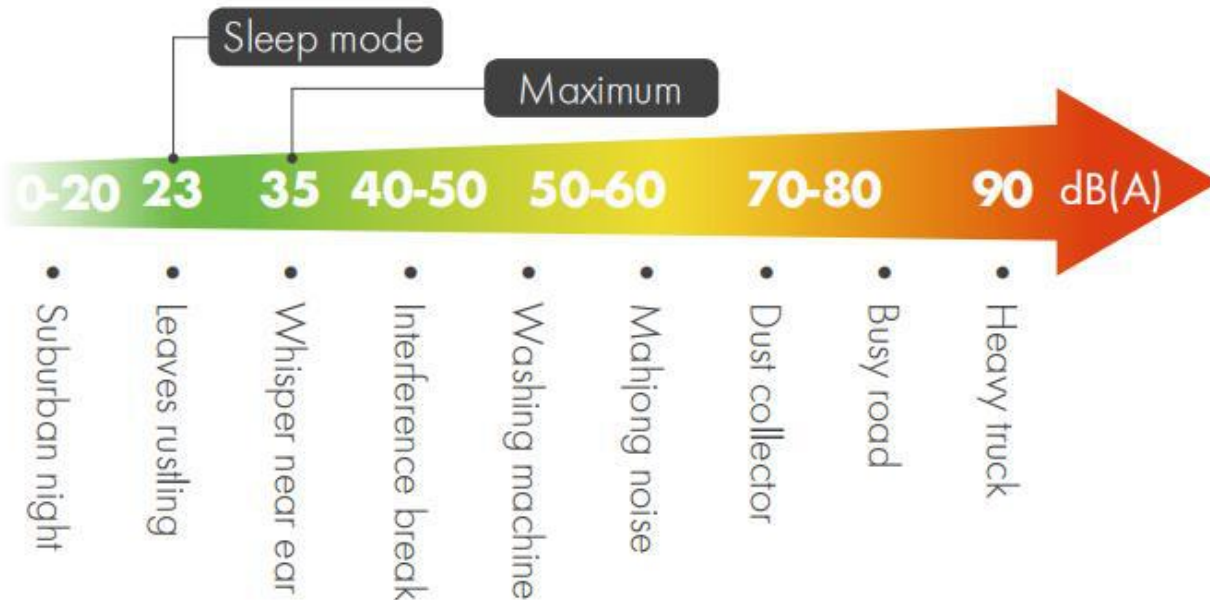 Sleep mode
Maximum
0-20 23 35 40-50 50-60 70-80 90 dB(A)
Suburban night
Leaves rustling
Whisper near ear
Interference break
Washing machine
Mahjong noise
Dust collector
Busy road
Heavy truck